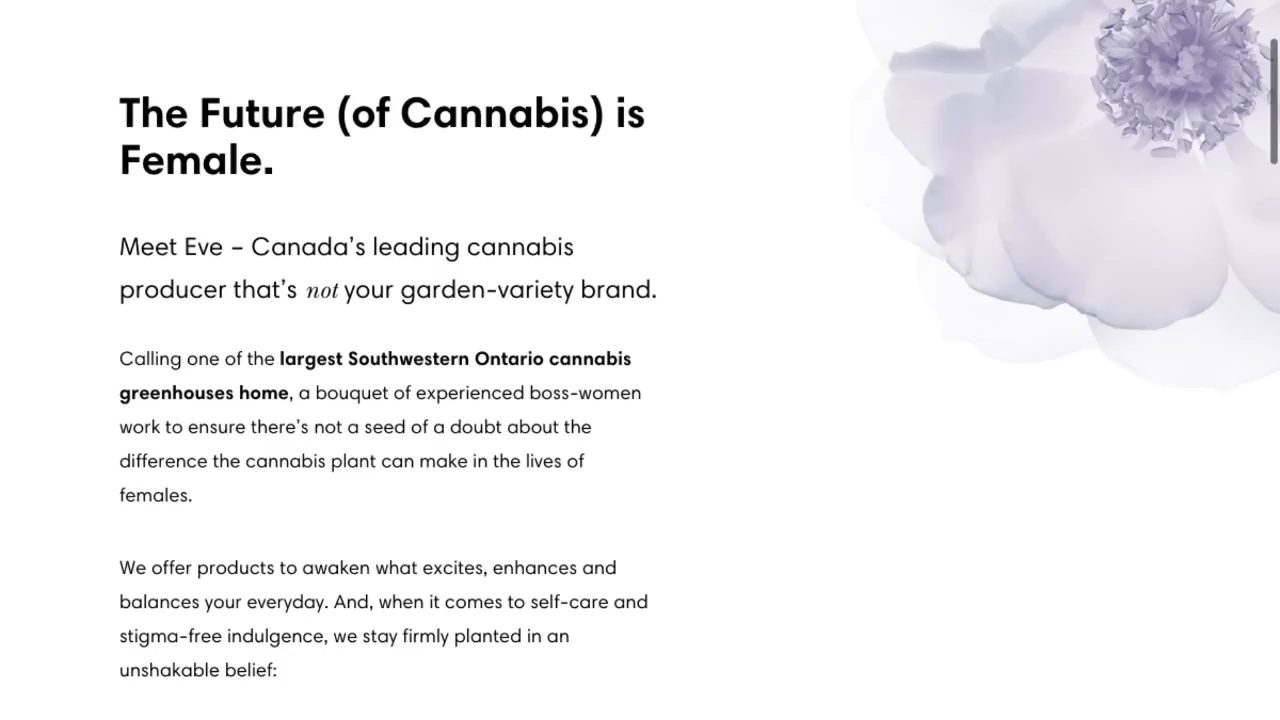 The Future (of Cannabis) is
Female.
Meet Eve – Canada’s leading cannabis
producer that’s not your garden-variety brand.
Calling one of the largest Southwestern Ontario cannabis
greenhouses home, a bouquet of experienced boss-women
work to ensure there’s not a seed of a doubt about the
difference the cannabis plant can make in the lives of
females.
We offer products to awaken what excites, enhances and
balances your everyday. And, when it comes to self-care and
stigma-free indulgence, we stay firmly planted in an
unshakable belief: